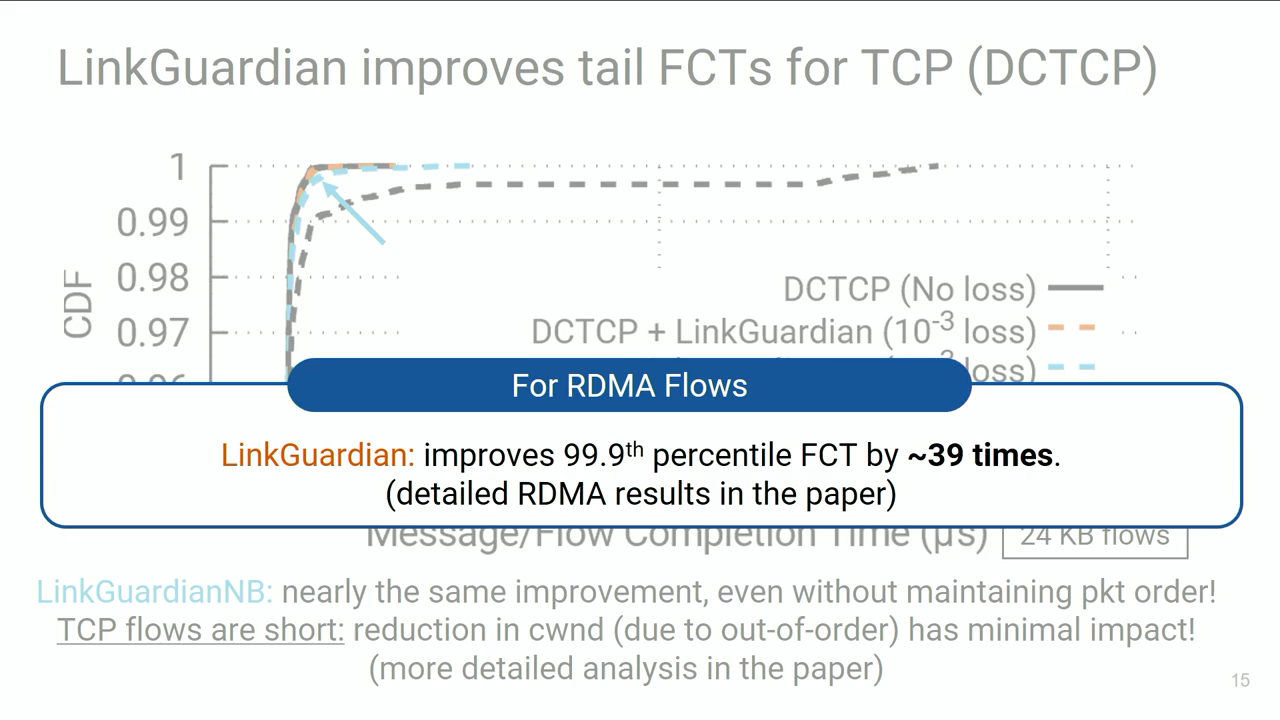 LinkGuardian improves tail FCTs for TCP (DCTCP)
1
0.99
0.98
0.97
CDF
DCTCP (No loss)
DCTCP + LinkGuardian (10⁻³ loss)
loss)
For RDMA Flows
LinkGuardian: improves 99.9th percentile FCT by ~39 times.
(detailed RDMA results in the paper)
Message/Flow Completion Time (µs)
24 KB flows
LinkGuardianNB: nearly the same improvement, even without maintaining pkt order!
TCP flows are short: reduction in cwnd (due to out-of-order) has minimal impact!
(more detailed analysis in the paper)
15